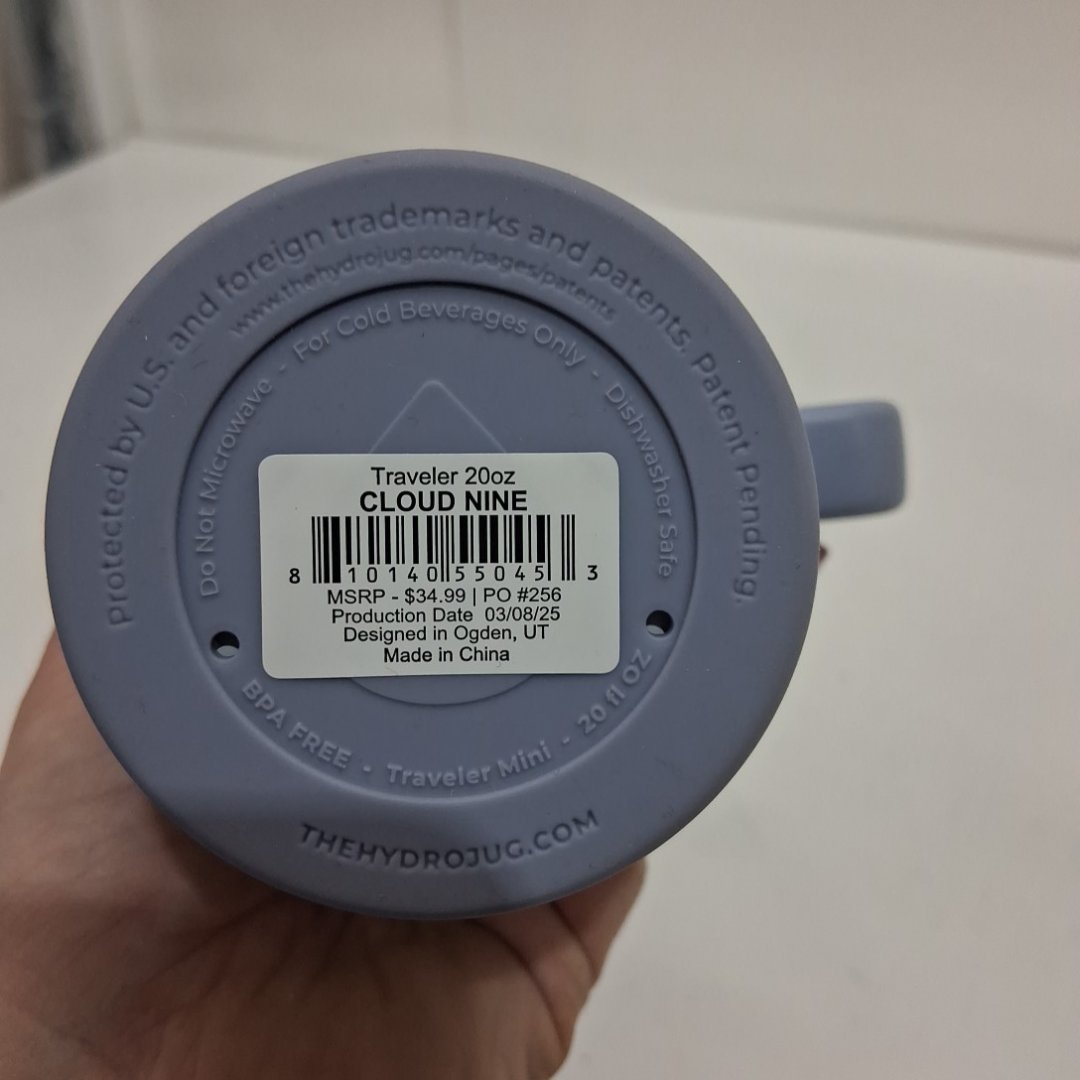 Protected by U.S. and foreign trademarks and patents. Patent Pending.
www.thehydrojug.com/pages/patents
Do Not Microwave - For Cold Beverages Only - Dishwasher Safe
Traveler 20oz
CLOUD NINE
8 10140 55045 3
MSRP - $34.99 | PO #256
Production Date 03/08/25
Designed in Ogden, UT
Made in China
BPA FREE - Traveler Mini - 20 fl OZ
THEHYDROJUG.COM